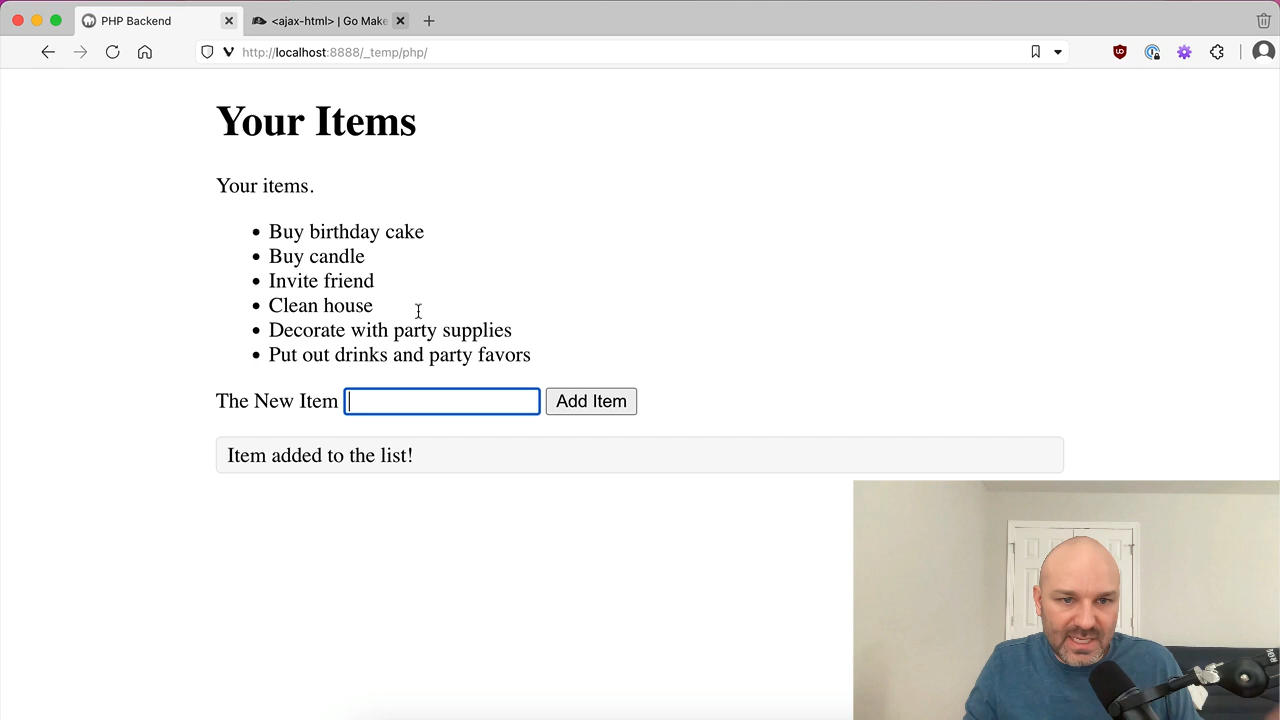 PHP Backend
<ajax-html> | Go Make
http://localhost:8888/_temp/php/
Your Items
Your items.
Buy birthday cake
Buy candle
Invite friend
Clean house
Decorate with party supplies
Put out drinks and party favors
The New Item
Add Item
Item added to the list!